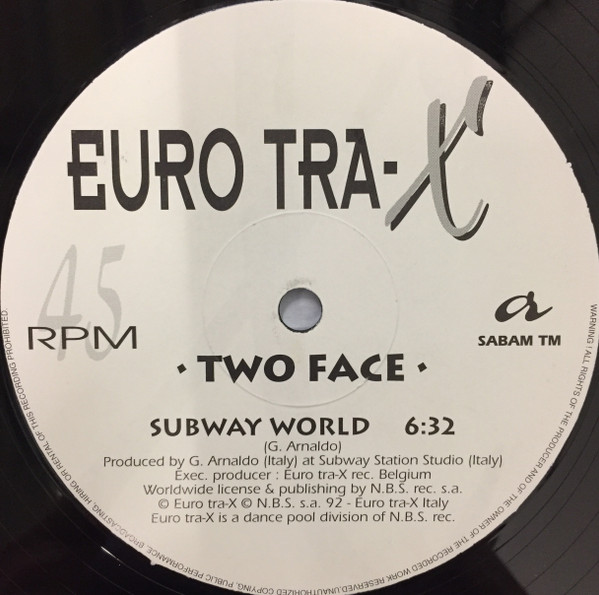 EURO TRA-X
45
RPM
a
SABAM TM
· TWO FACE ·
SUBWAY WORLD 6:32
(G. Arnaldo)
Produced by G. Arnaldo (Italy) at Subway Station Studio (Italy)
Exec. producer : Euro tra-X rec. Belgium
Worldwide license & publishing by N.B.S. rec. s.a.
© Euro tra-X © N.B.S. s.a. 92 - Euro tra-X Italy
Euro tra-X is a dance pool division of N.B.S. rec.
WARNING ! ALL RIGHTS OF THE PRODUCER AND OF THE OWNER OF THE RECORDED WORK RESERVED.UNAUTHORIZED COPYING, PUBLIC PERFORMANCE, BROADCASTING, HIRING OR RENTAL OF THIS RECORDING PROHIBITED.